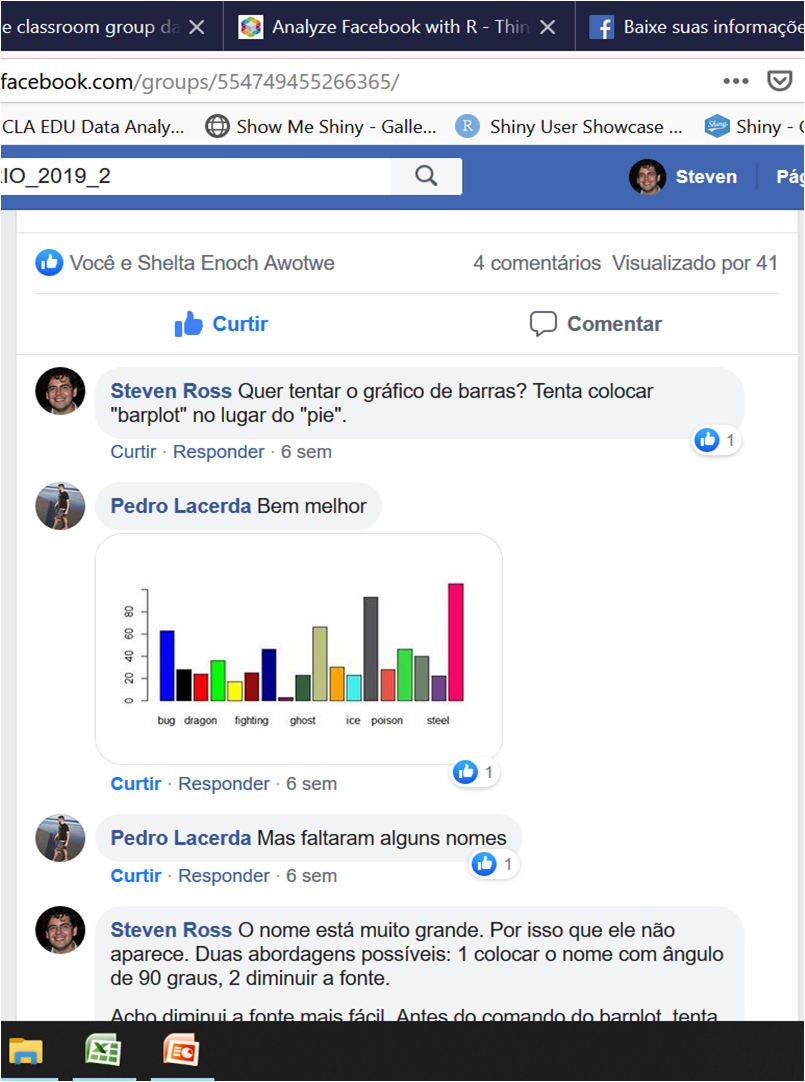 e classroom group da
Analyze Facebook with R - Thin
Baixe suas informaçõe
facebook.com/groups/554749455266365/
CLA EDU Data Analy... Show Me Shiny - Galle... R Shiny User Showcase ... Shiny Shiny -
IO_2019_2
Steven
Pág
Você e Shelta Enoch Awotwe 4 comentários Visualizado por 41
Curtir Comentar
Steven Ross Quer tentar o gráfico de barras? Tenta colocar
"barplot" no lugar do "pie".
1
Curtir · Responder · 6 sem
Pedro Lacerda Bem melhor
80
60
40
20
0
bug dragon fighting ghost ice poison steel
1
Curtir · Responder · 6 sem
Pedro Lacerda Mas faltaram alguns nomes
1
Curtir · Responder · 6 sem
Steven Ross O nome está muito grande. Por isso que ele não
aparece. Duas abordagens possíveis: 1 colocar o nome com ângulo
de 90 graus, 2 diminuir a fonte.
Acho diminui a fonte mais fácil. Antes do comando do barplot, tenta